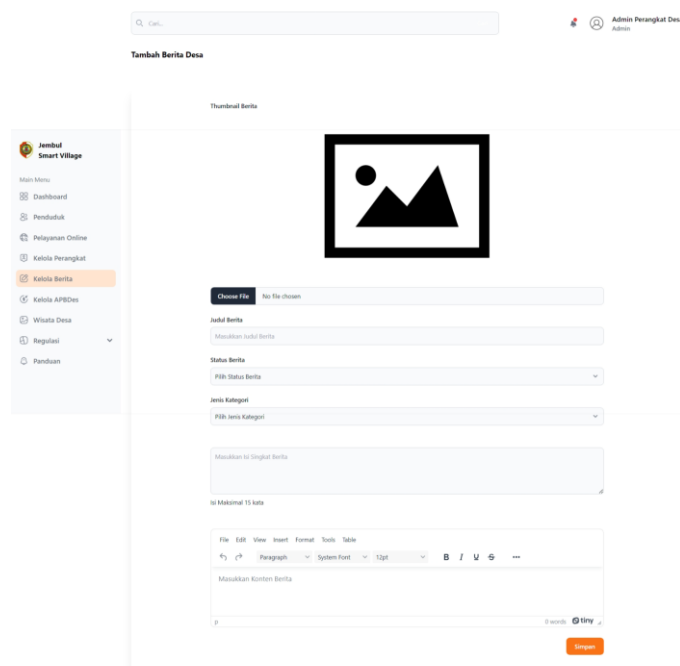 Cari..
Admin Perangkat Des
Admin
Tambah Berita Desa
Thumbnail Berita
Jembul
Smart Village
Main Menu
Dashboard
Penduduk
Pelayanan Online
Kelola Perangkat
Kelola Berita
Kelola APBDes
Wisata Desa
Regulasi
Panduan
Choose File No file chosen
Judul Berita
Masukkan Judul Berita
Status Berita
Pilih Status Berita
Jenis Kategori
Pilih Jenis Kategori
Masukkan Isi Singkat Berita
Isi Maksimal 15 kata
File Edit View Insert Format Tools Table
Paragraph System Font 12pt B I U S ...
Masukkan Konten Berita
p 0 words tiny
Simpan